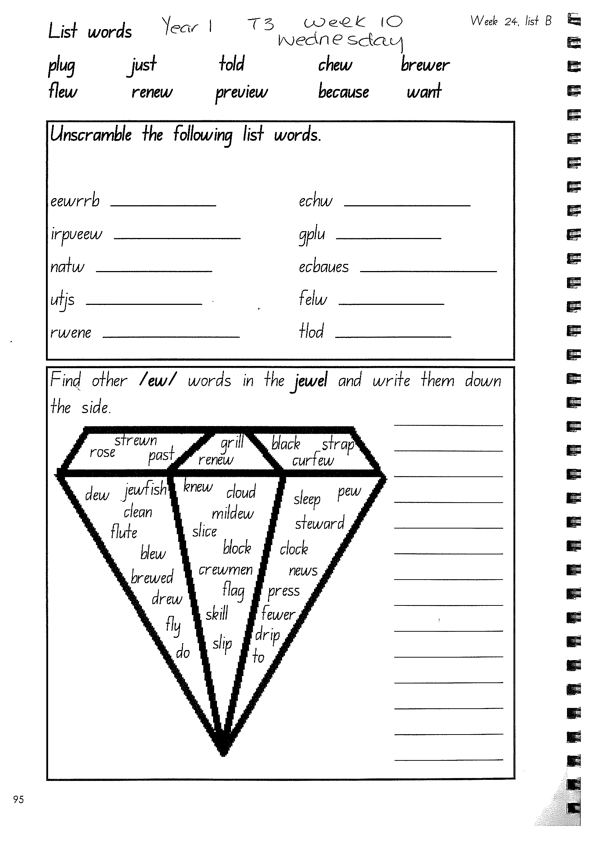 List words Year 1 T3 week 10 Week 24, list B
Wednesday
plug just told chew brewer
flew renew preview because want
Unscramble the following list words.
eewrrb ____________ echw ____________
irpveew ____________ gplu ____________
natw ____________ ecbaues ____________
utjs ____________ felw ____________
rwene ____________ tlod ____________
Find other /ew/ words in the jewel and write them down
the side.
strewn grill black strap
rose past renew curfew
dew jewfish knew cloud sleep pew
clean mildew steward
flute slice
blew block clock
brewed crewmen news
drew flag press
fly skill fewer
do slip drip
to
95